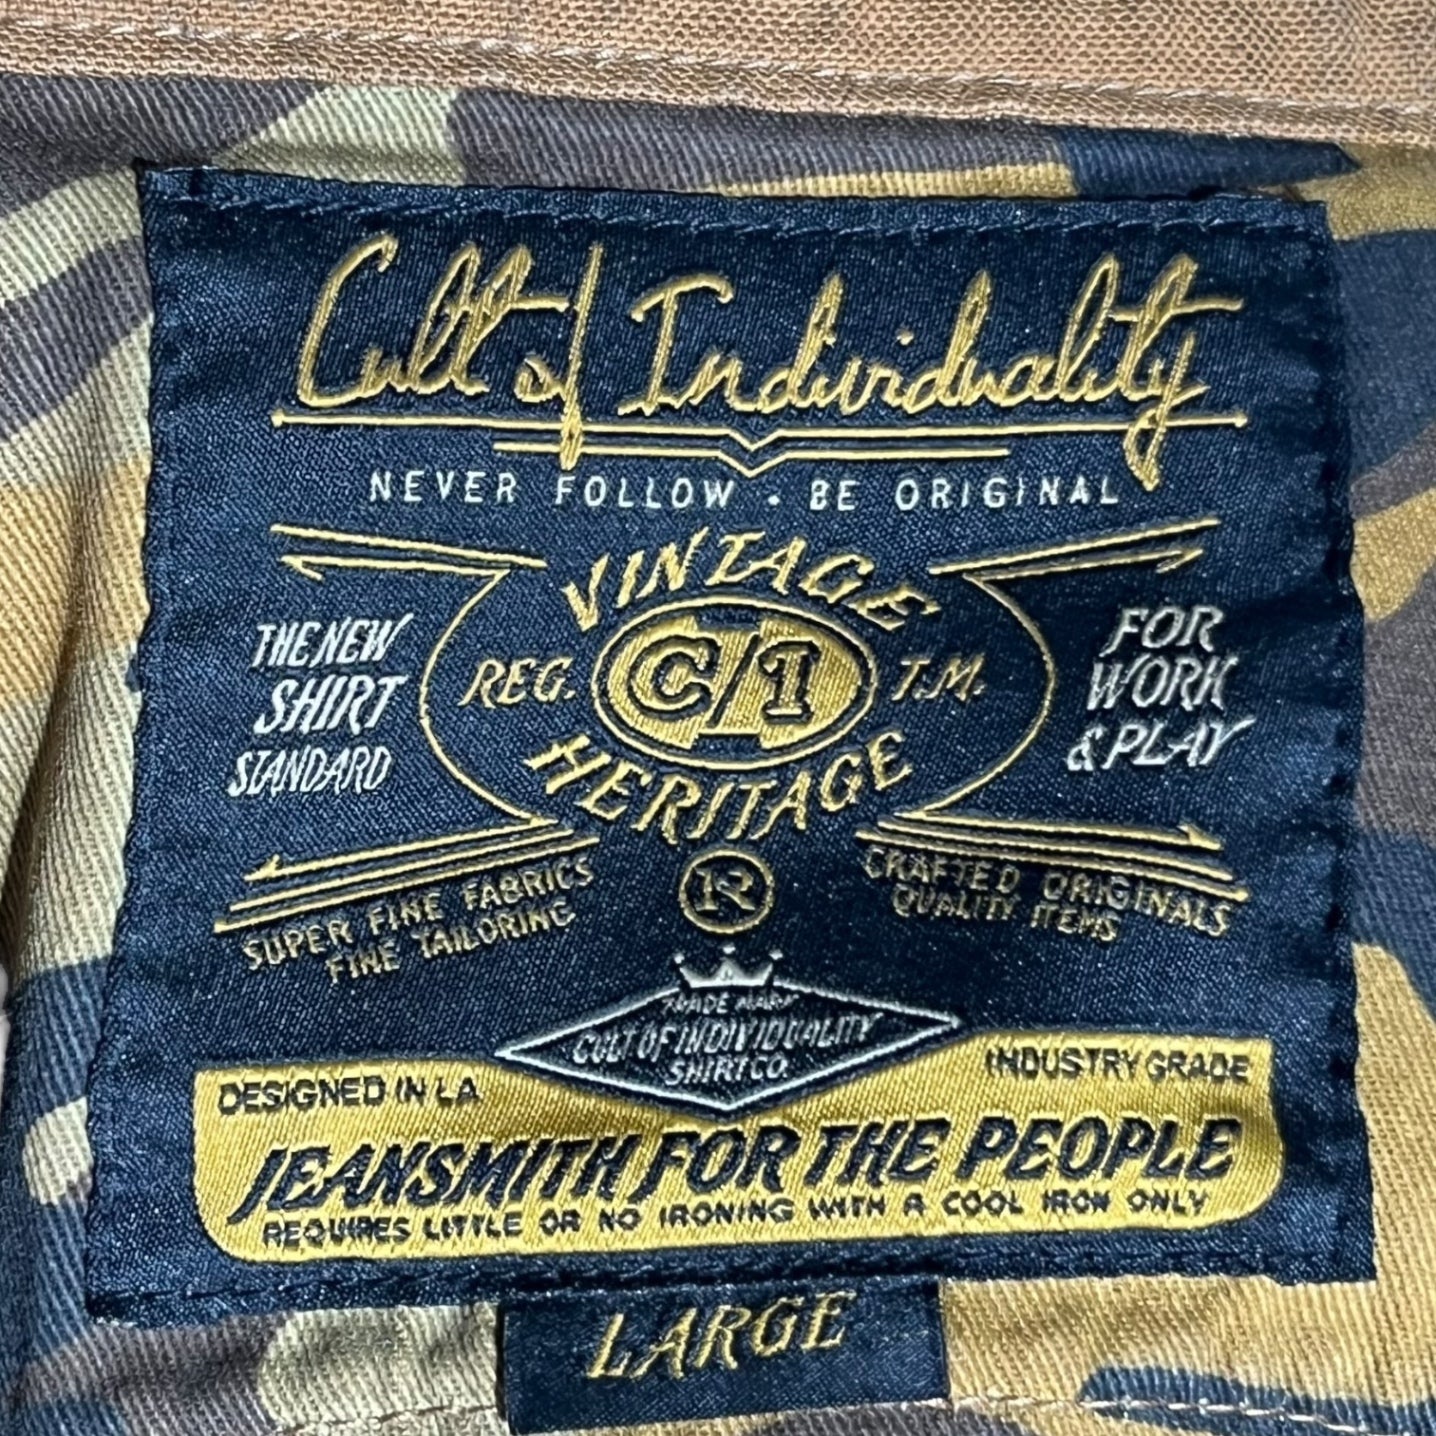 Cult of Individuality
NEVER FOLLOW • BE ORIGINAL
VINTAGE
THE NEW
SHIRT
STANDARD
REG.
C/I
T.M.
FOR
WORK
& PLAY
HERITAGE
R
SUPER FINE FABRICS
FINE TAILORING
CRAFTED ORIGINALS
QUALITY ITEMS
TRADE MARK
CULT OF INDIVIDUALITY
SHIRT CO.
DESIGNED IN LA
INDUSTRY GRADE
JEANSMITH FOR THE PEOPLE
REQUIRES LITTLE OR NO IRONING WITH A COOL IRON ONLY
LARGE